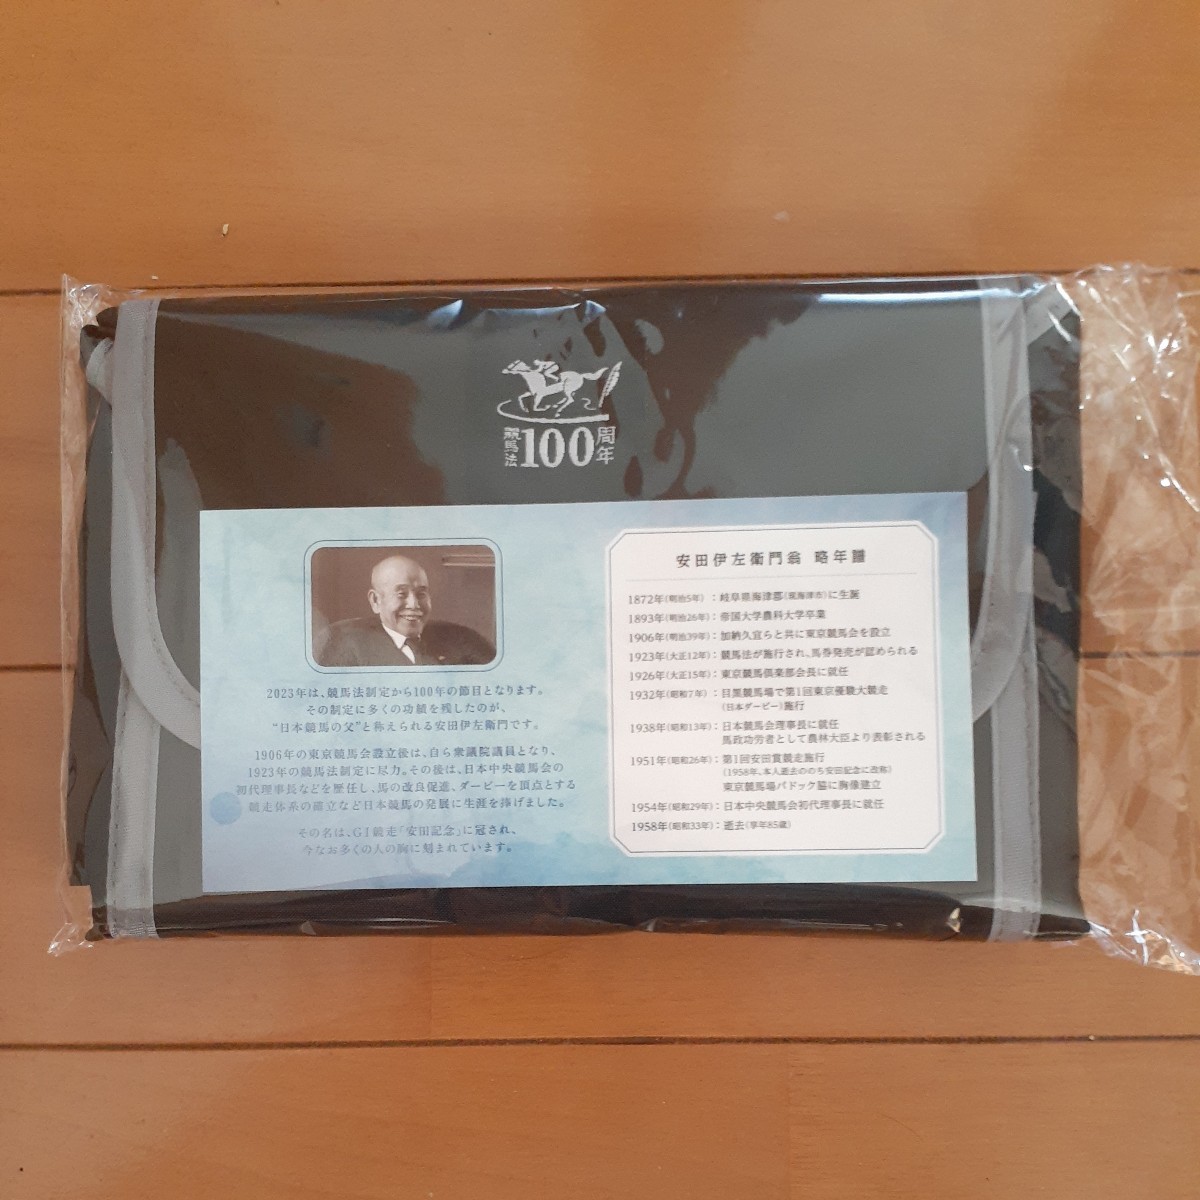 競馬法100周年
2023年は、競馬法制定から100年の節目となります。
その制定に多くの功績を残したのが、
“日本競馬の父”と称えられる安田伊左衛門です。
1906年の東京競馬会設立後は、自ら衆議院議員となり、
1923年の競馬法制定に尽力。その後は、日本中央競馬会の
初代理事長などを歴任し、馬の改良促進、ダービーを頂点とする
競走体系の確立など日本競馬の発展に生涯を捧げました。
その名は、GI競走「安田記念」に冠され、
今なお多くの人の胸に刻まれています。
安田伊左衛門翁 略年譜
1872年(明治5年)：岐阜県海津郡(現海津市)に生誕
1893年(明治26年)：帝国大学農科大学卒業
1906年(明治39年)：加納久宜らと共に東京競馬会を設立
1923年(大正12年)：競馬法が施行され、馬券発売が認められる
1926年(大正15年)：東京競馬倶楽部会長に就任
1932年(昭和7年)：目黒競馬場で第1回東京優駿大競走
(日本ダービー)施行
1938年(昭和13年)：日本競馬会理事長に就任
馬政功労者として農林大臣より表彰される
1951年(昭和26年)：第1回安田賞競走施行
(1958年、本人逝去ののち安田記念に改称)
東京競馬場パドック脇に胸像建立
1954年(昭和29年)：日本中央競馬会初代理事長に就任
1958年(昭和33年)：逝去(享年85歳)